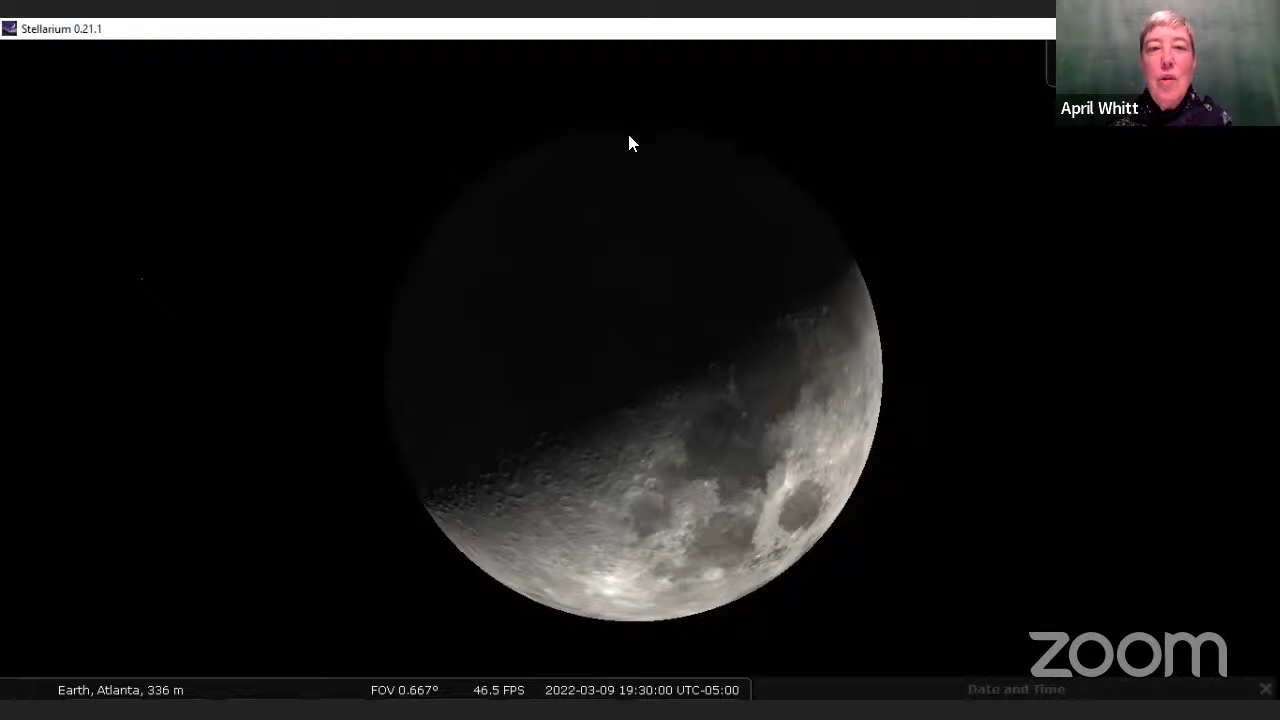 Stellarium 0.21.1
April Whitt
zoom
Earth, Atlanta, 336 m
FOV 0.667°
46.5 FPS
2022-03-09 19:30:00 UTC-05:00
Date and Time